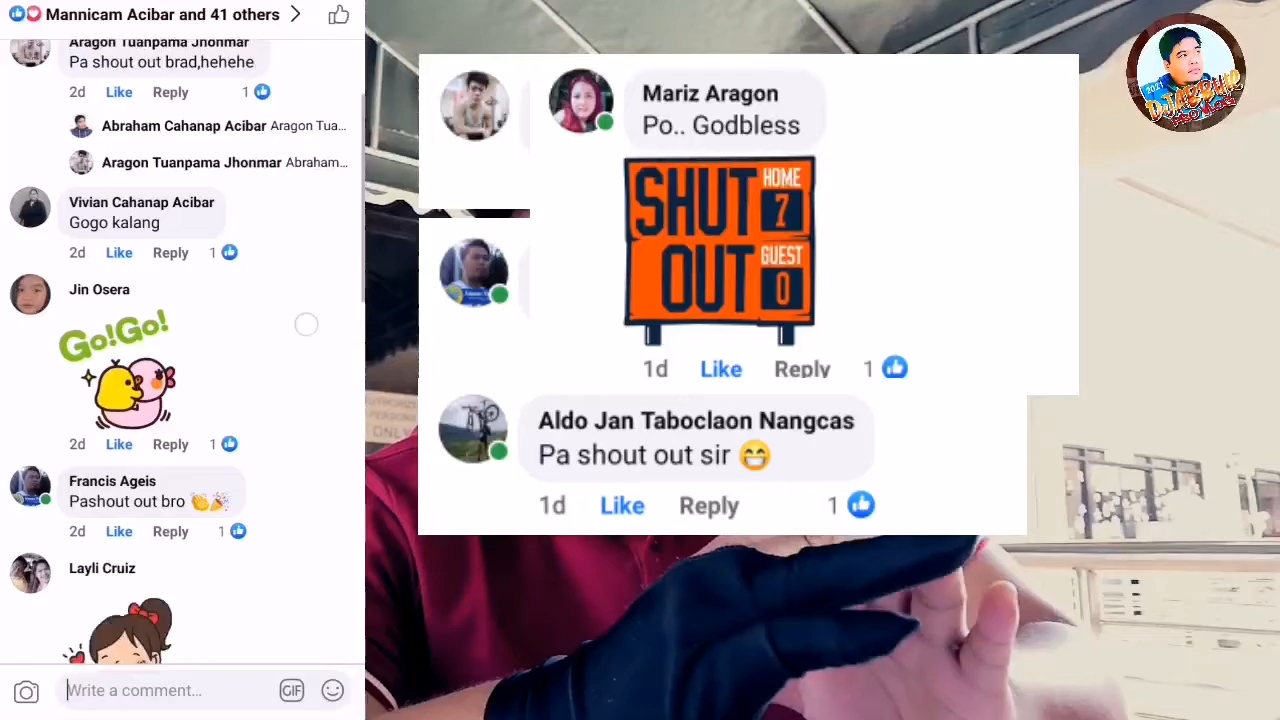 Mannicam Acibar and 41 others
Aragon Tuanpama Jhonmar
Pa shout out brad,hehehe
2d Like Reply 1
Abraham Cahanap Acibar Aragon Tua...
Aragon Tuanpama Jhonmar Abraham...
Vivian Cahanap Acibar
Gogo kalang
2d Like Reply 1
Jin Osera
Go!Go!
2d Like Reply 1
Francis Ageis
Pashout out bro 👏🎉
2d Like Reply 1
Layli Cruiz
Write a comment...
GIF
Mariz Aragon
Po.. Godbless
SHUT OUT
HOME
7
GUEST
0
1d Like Reply 1
Aldo Jan Taboclaon Nangcas
Pa shout out sir 😁
1d Like Reply 1
ONLY
2021